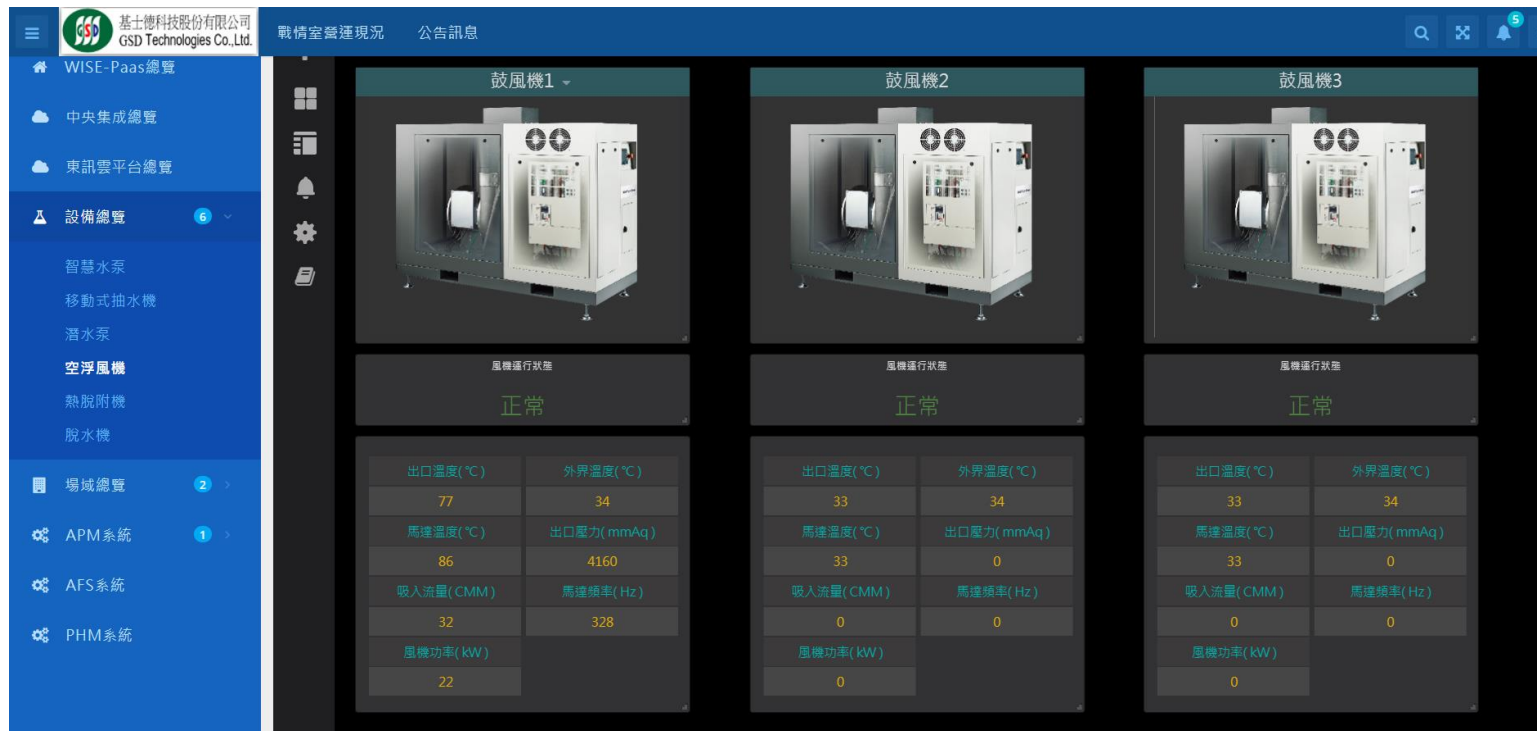 基士德科技股份有限公司
GSD Technologies Co.,Ltd.
戰情室營運現況
公告訊息
5
WISE-Paas總覽
中央集成總覽
東訊雲平台總覽
設備總覽 6
智慧水泵
移動式抽水機
潛水泵
空浮風機
熱脫附機
脫水機
場域總覽 2
APM系統 1
AFS系統
PHM系統
鼓風機1
風機運行狀態
正常
出口溫度(℃) 外界溫度(℃)
77 34
馬達溫度(℃) 出口壓力(mmAq)
86 4160
吸入流量(CMM) 馬達頻率(Hz)
32 328
風機功率(kW)
22
鼓風機2
風機運行狀態
正常
出口溫度(℃) 外界溫度(℃)
33 34
馬達溫度(℃) 出口壓力(mmAq)
33 0
吸入流量(CMM) 馬達頻率(Hz)
0 0
風機功率(kW)
0
鼓風機3
風機運行狀態
正常
出口溫度(℃) 外界溫度(℃)
33 34
馬達溫度(℃) 出口壓力(mmAq)
33 0
吸入流量(CMM) 馬達頻率(Hz)
0 0
風機功率(kW)
0